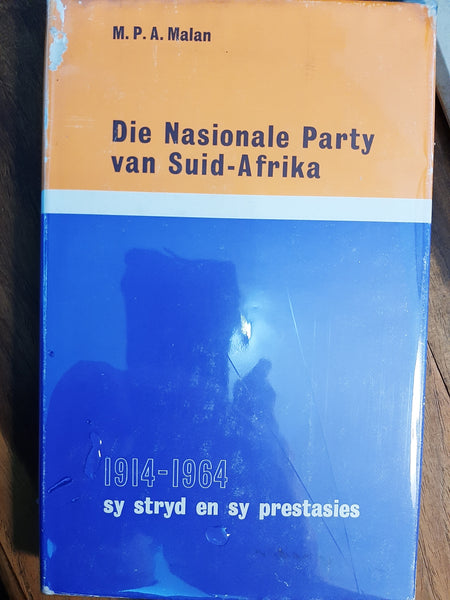 M. P. A. Malan
Die Nasionale Party
van Suid-Afrika
1914-1964
sy stryd en sy prestasies